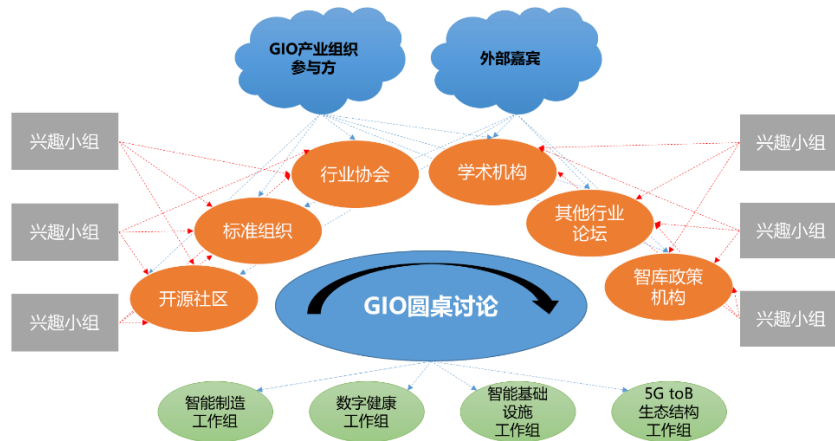 GIO产业组织
参与方
外部嘉宾
兴趣小组
兴趣小组
行业协会
学术机构
标准组织
其他行业
论坛
兴趣小组
兴趣小组
开源社区
智库政策
机构
GIO圆桌讨论
兴趣小组
兴趣小组
智能制造
工作组
数字健康
工作组
智能基础
设施
工作组
5G toB
生态结构
工作组